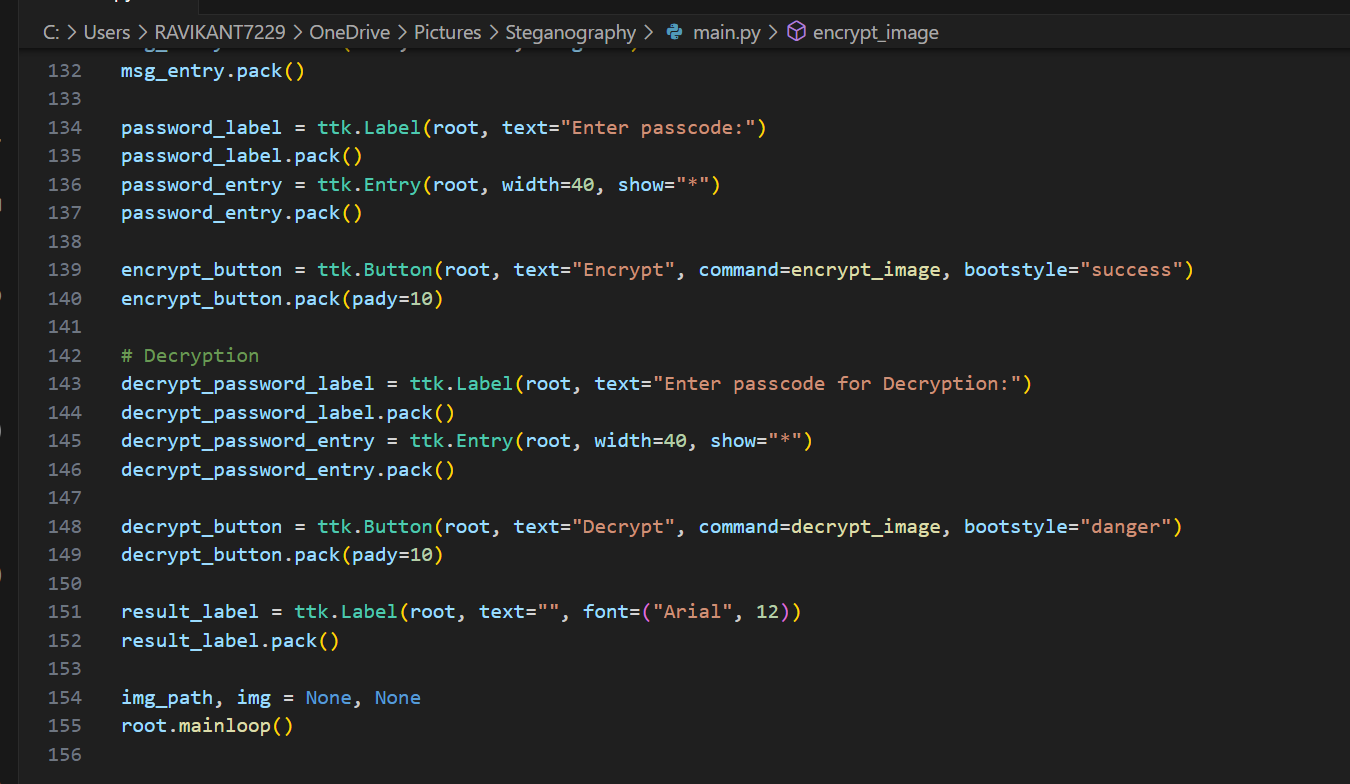 C: > Users > RAVIKANT7229 > OneDrive > Pictures > Steganography > main.py > encrypt_image
132 msg_entry.pack()
133
134 password_label = ttk.Label(root, text="Enter passcode:")
135 password_label.pack()
136 password_entry = ttk.Entry(root, width=40, show="*")
137 password_entry.pack()
138
139 encrypt_button = ttk.Button(root, text="Encrypt", command=encrypt_image, bootstyle="success")
140 encrypt_button.pack(pady=10)
141
142 # Decryption
143 decrypt_password_label = ttk.Label(root, text="Enter passcode for Decryption:")
144 decrypt_password_label.pack()
145 decrypt_password_entry = ttk.Entry(root, width=40, show="*")
146 decrypt_password_entry.pack()
147
148 decrypt_button = ttk.Button(root, text="Decrypt", command=decrypt_image, bootstyle="danger")
149 decrypt_button.pack(pady=10)
150
151 result_label = ttk.Label(root, text="", font=("Arial", 12))
152 result_label.pack()
153
154 img_path, img = None, None
155 root.mainloop()
156